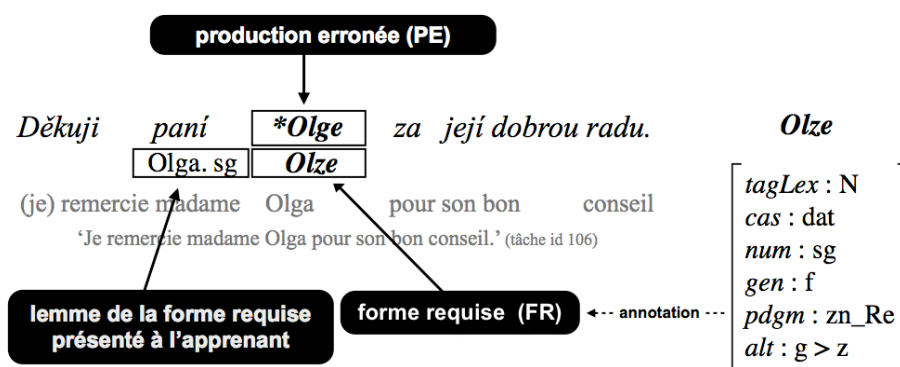 production erronée (PE)
Děkuji paní *Olge za její dobrou radu.
Olga. sg Olze
(je) remercie madame Olga pour son bon conseil
‘Je remercie madame Olga pour son bon conseil.’ (tâche id 106)
lemme de la forme requise
présenté à l’apprenant
forme requise (FR)
annotation
Olze
tagLex : N
cas : dat
num : sg
gen : f
pdgm : zn_Re
alt : g > z